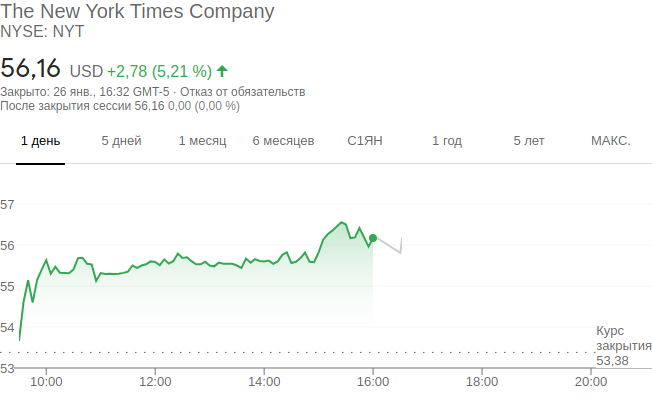 The New York Times Company
NYSE: NYT
56,16 USD +2,78 (5,21 %)
Закрыто: 26 янв., 16:32 GMT-5 · Отказ от обязательств
После закрытия сессии 56,16 0,00 (0,00 %)
1 день 5 дней 1 месяц 6 месяцев С1ЯН 1 год 5 лет МАКС.
57
56
55
54
Курс
закрытия
53,38
53
10:00 12:00 14:00 16:00 18:00 20:00